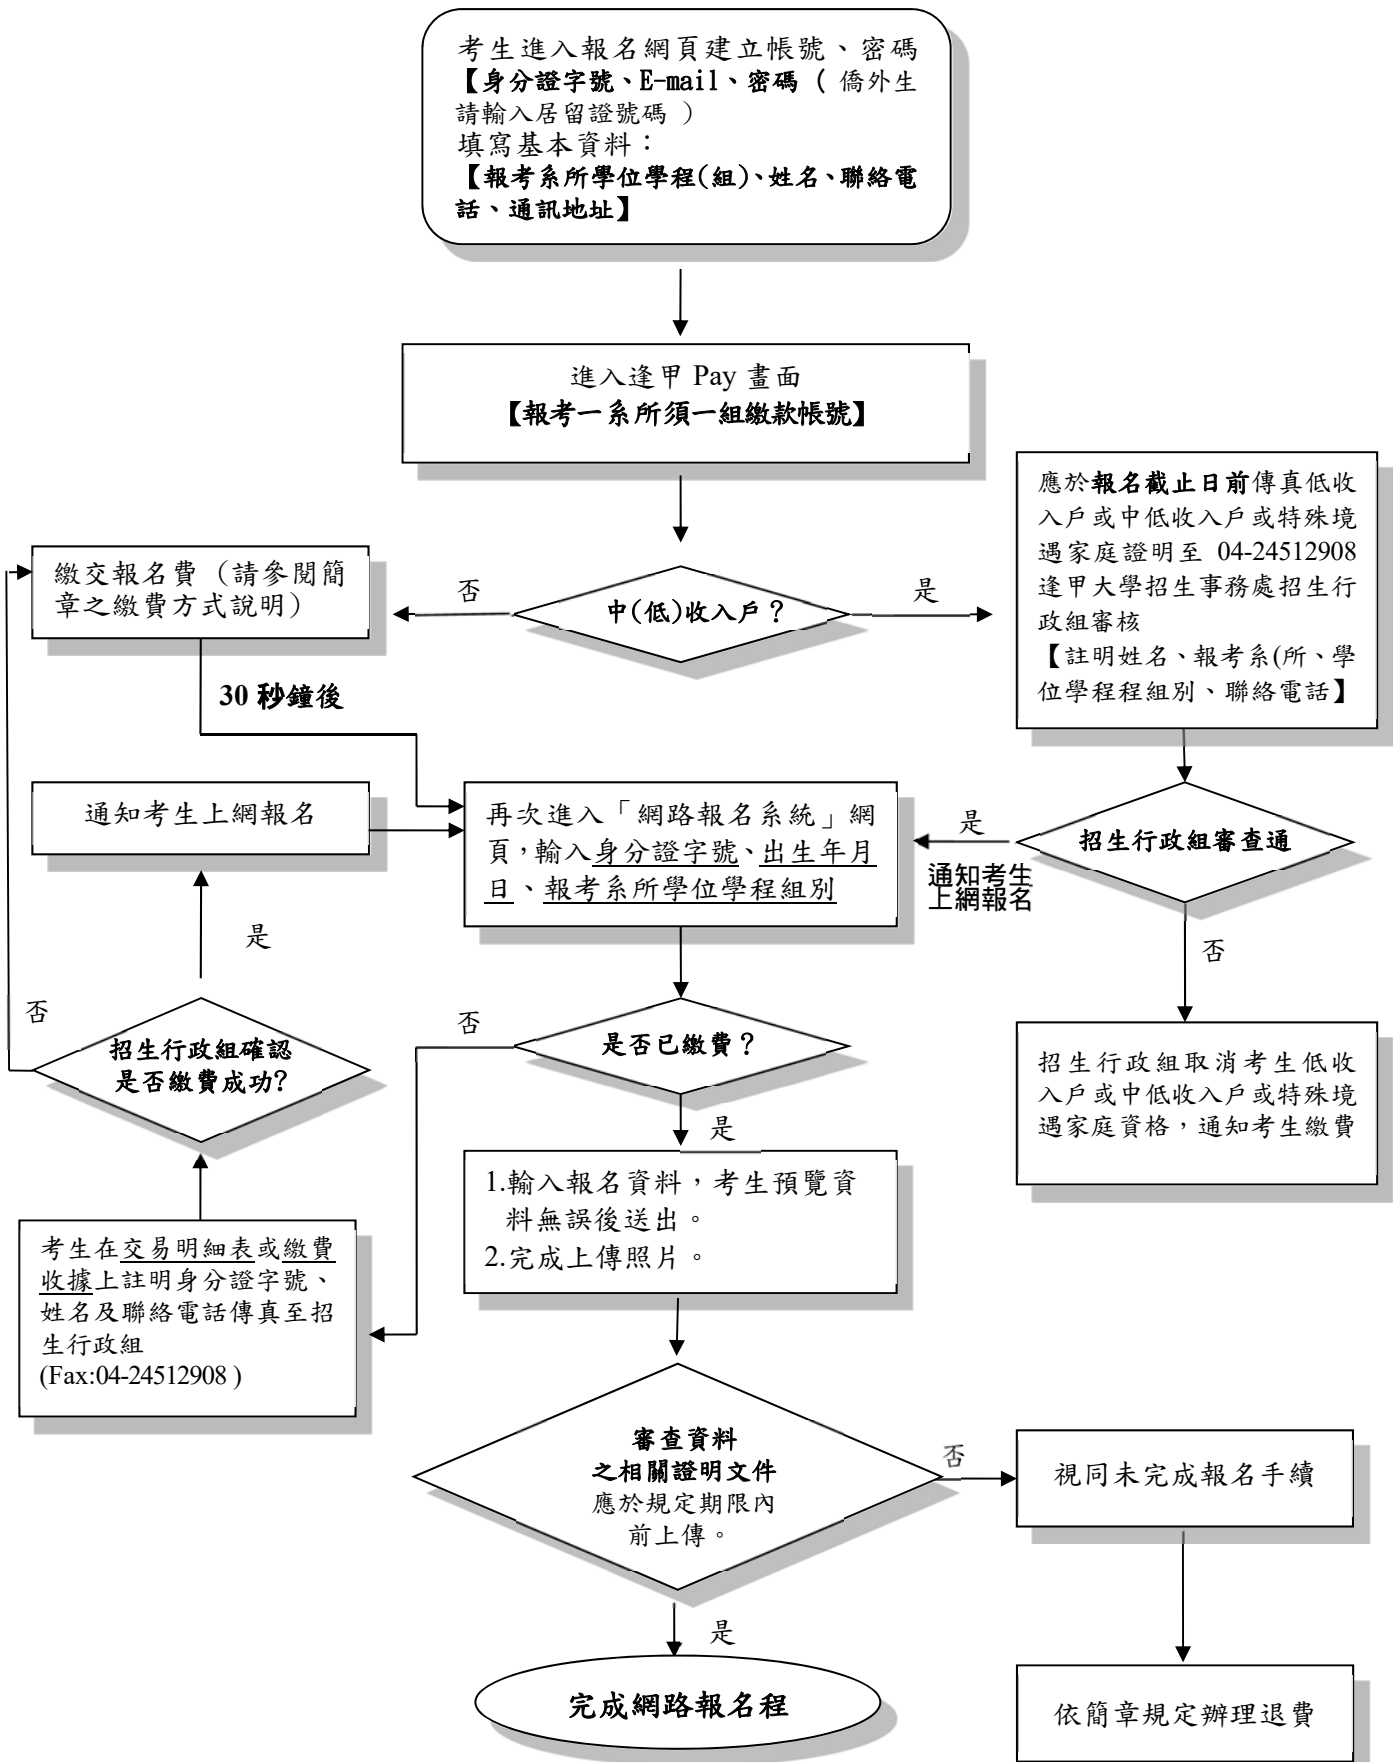 考生進入報名網頁建立帳號、密碼
【身分證字號、E-mail、密碼（ 僑外生
請輸入居留證號碼 ）
填寫基本資料：
【報考系所學位學程(組)、姓名、聯絡電
話、通訊地址】
進入逢甲 Pay 畫面
【報考一系所須一組繳款帳號】
應於報名截止日前傳真低收
入戶或中低收入戶或特殊境
遇家庭證明至 04-24512908
逢甲大學招生事務處招生行
政組審核
【註明姓名、報考系(所、學
位學程程組別、聯絡電話】
繳交報名費（請參閱簡
章之繳費方式說明）
否
中(低)收入戶？
是
30 秒鐘後
通知考生上網報名
再次進入「網路報名系統」網
頁，輸入身分證字號、出生年月
日、報考系所學位學程組別
是
通知考生
上網報名
招生行政組審查通
是
否
否
招生行政組確認
是否繳費成功?
否
是否已繳費？
是
招生行政組取消考生低收
入戶或中低收入戶或特殊境
遇家庭資格，通知考生繳費
1.輸入報名資料，考生預覽資
料無誤後送出。
2.完成上傳照片。
考生在交易明細表或繳費
收據上註明身分證字號、
姓名及聯絡電話傳真至招
生行政組
(Fax:04-24512908 )
審查資料
之相關證明文件
應於規定期限內
前上傳。
否
視同未完成報名手續
是
完成網路報名程
依簡章規定辦理退費